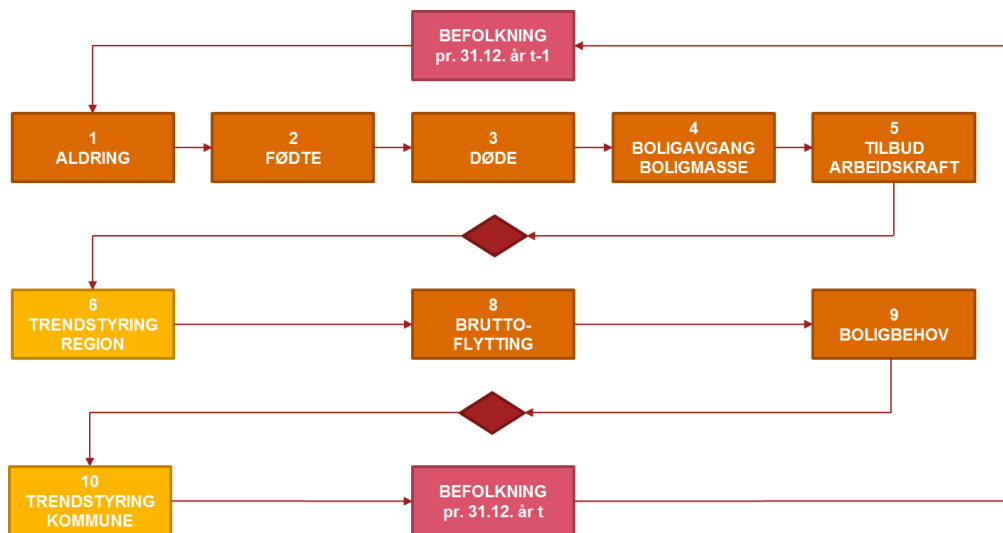 BEFOLKNING
pr. 31.12. år t-1
1
ALDRING
2
FØDTE
3
DØDE
4
BOLIGAVGANG
BOLIGMASSE
5
TILBUD
ARBEIDSKRAFT
6
TRENDSTYRING
REGION
8
BRUTTO-
FLYTTING
9
BOLIGBEHOV
10
TRENDSTYRING
KOMMUNE
BEFOLKNING
pr. 31.12. år t